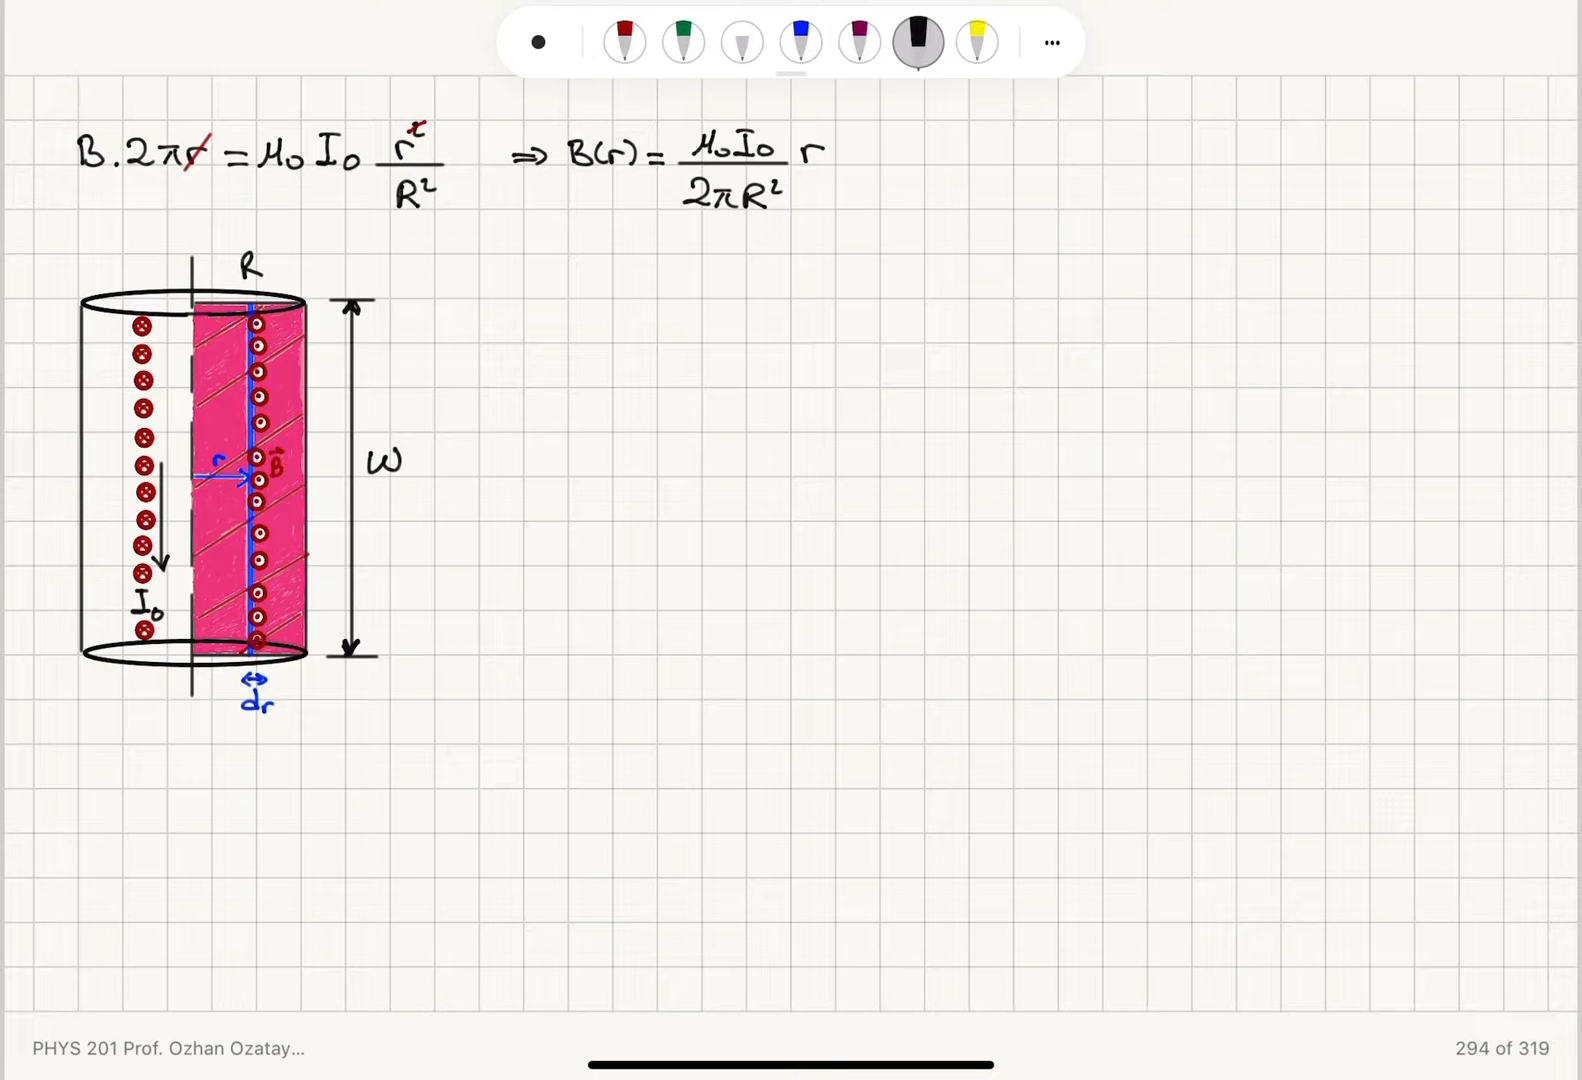 B . 2πr = μ₀ I₀ r²/R² ⇒ B(r) = μ₀I₀/2πR² r
R
r
B⃗
W
I₀
dr
PHYS 201 Prof. Ozhan Ozatay...
294 of 319